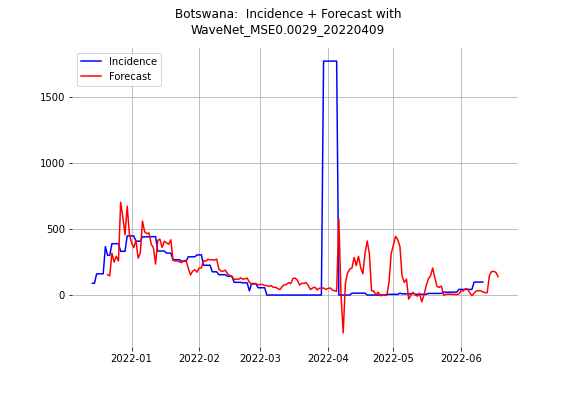 Botswana:  Incidence + Forecast with
WaveNet_MSE0.0029_20220409
Incidence
Forecast
1500
1000
500
0
2022-01 2022-02 2022-03 2022-04 2022-05 2022-06